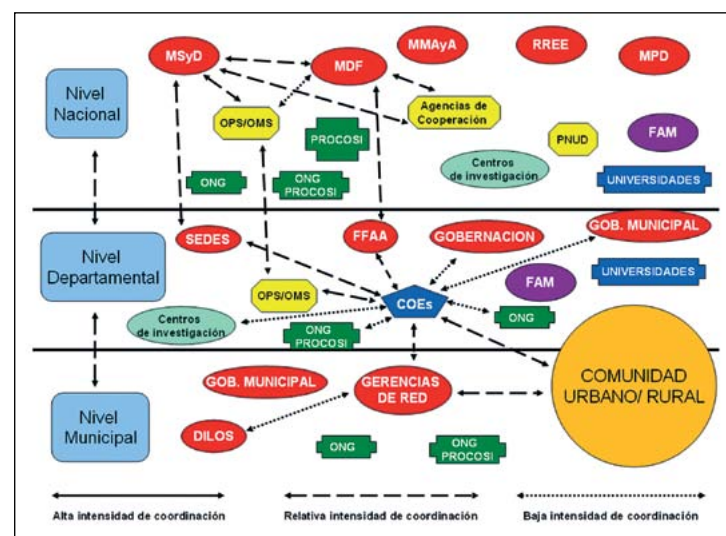 MSyD
MDF
MMAyA
RREE
MPD
Nivel
Nacional
OPS/OMS
Agencias de
Cooperación
PROCOSI
PNUD
FAM
Centros
de investigación
ONG
ONG
PROCOSI
UNIVERSIDADES
Nivel
Departamental
SEDES
FFAA
GOBERNACION
GOB. MUNICIPAL
UNIVERSIDADES
FAM
OPS/OMS
COEs
ONG
Centros
de investigación
ONG
PROCOSI
Nivel
Municipal
GOB. MUNICIPAL
GERENCIAS
DE RED
COMUNIDAD
URBANO/ RURAL
DILOS
ONG
ONG
PROCOSI
Alta intensidad de coordinación
Relativa intensidad de coordinación
Baja intensidad de coordinación